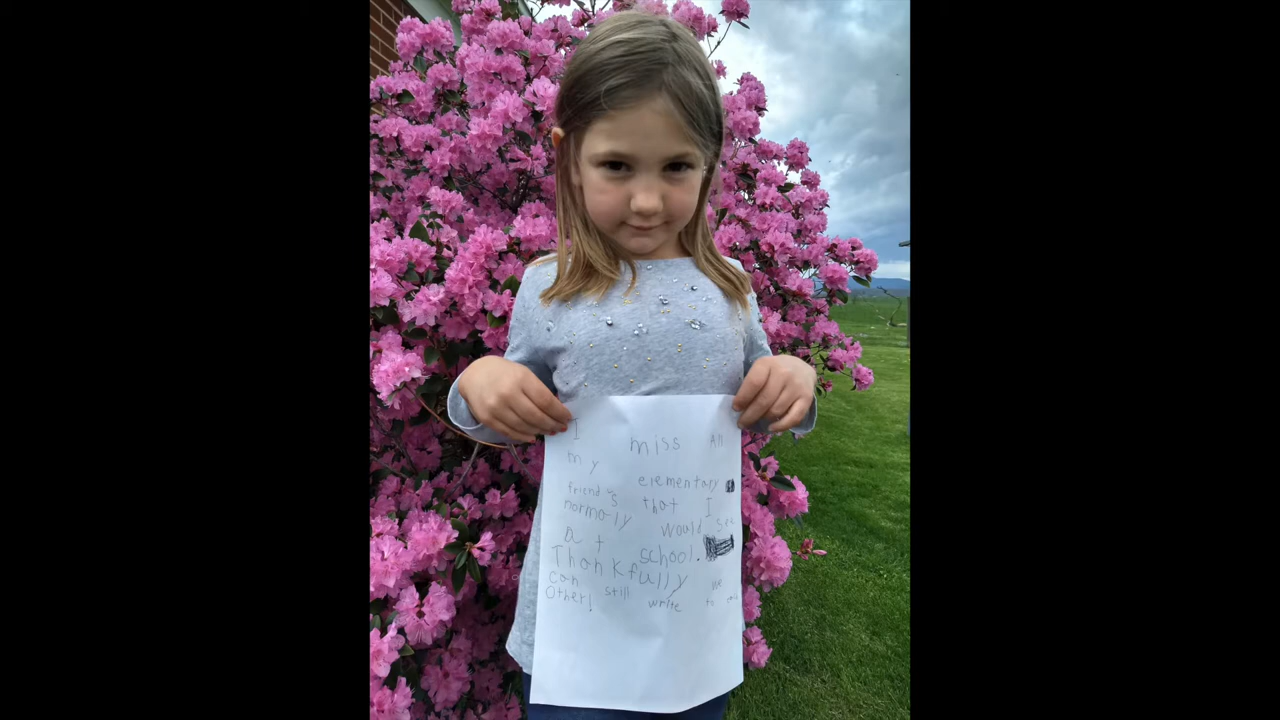 I miss All
my elementary
friend's that I
normally would see
at school.
Thankfully we
can still write to each
Other!